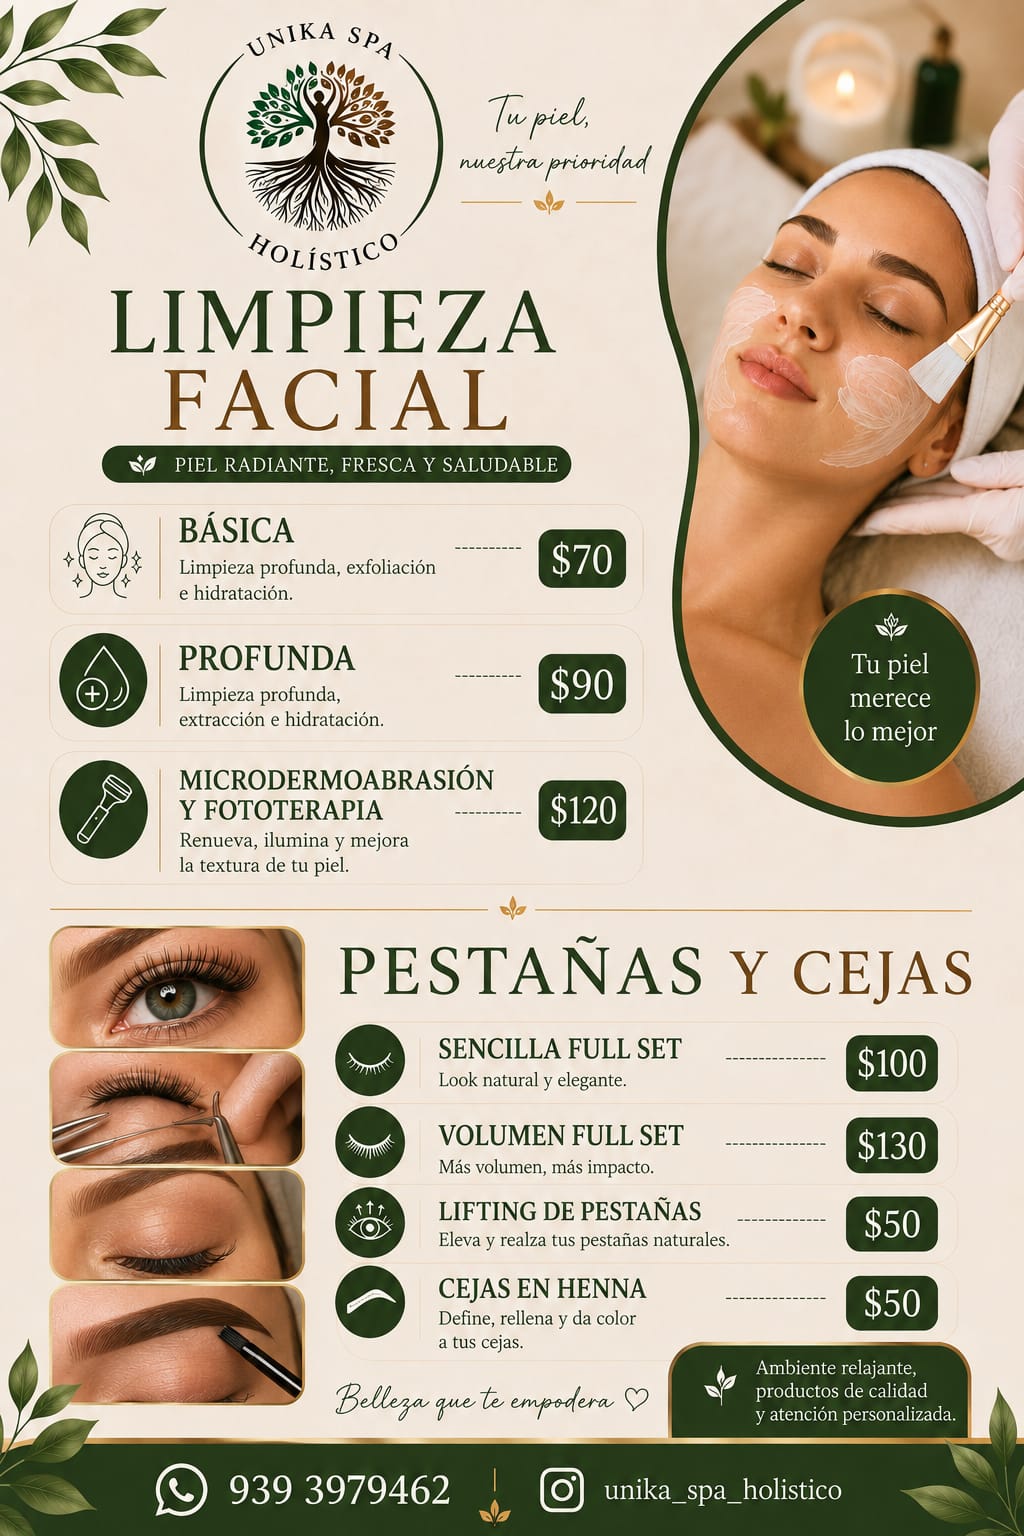 UNIKA SPA
HOLÍSTICO
Tu piel,
nuestra prioridad
LIMPIEZA
FACIAL
PIEL RADIANTE, FRESCA Y SALUDABLE
BÁSICA
Limpieza profunda, exfoliación
e hidratación.
$70
PROFUNDA
Limpieza profunda,
extracción e hidratación.
$90
MICRODERMOABRASIÓN
Y FOTOTERAPIA
Renueva, ilumina y mejora
la textura de tu piel.
$120
Tu piel
merece
lo mejor
PESTAÑAS Y CEJAS
SENCILLA FULL SET
Look natural y elegante.
$100
VOLUMEN FULL SET
Más volumen, más impacto.
$130
LIFTING DE PESTAÑAS
Eleva y realza tus pestañas naturales.
$50
CEJAS EN HENNA
Define, rellena y da color
a tus cejas.
$50
Belleza que te empodera ♡
Ambiente relajante,
productos de calidad
y atención personalizada.
939 3979462
unika_spa_holistico